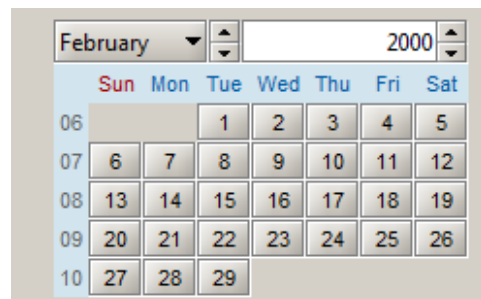 February 2000
Sun Mon Tue Wed Thu Fri Sat
06 1 2 3 4 5
07 6 7 8 9 10 11 12
08 13 14 15 16 17 18 19
09 20 21 22 23 24 25 26
10 27 28 29